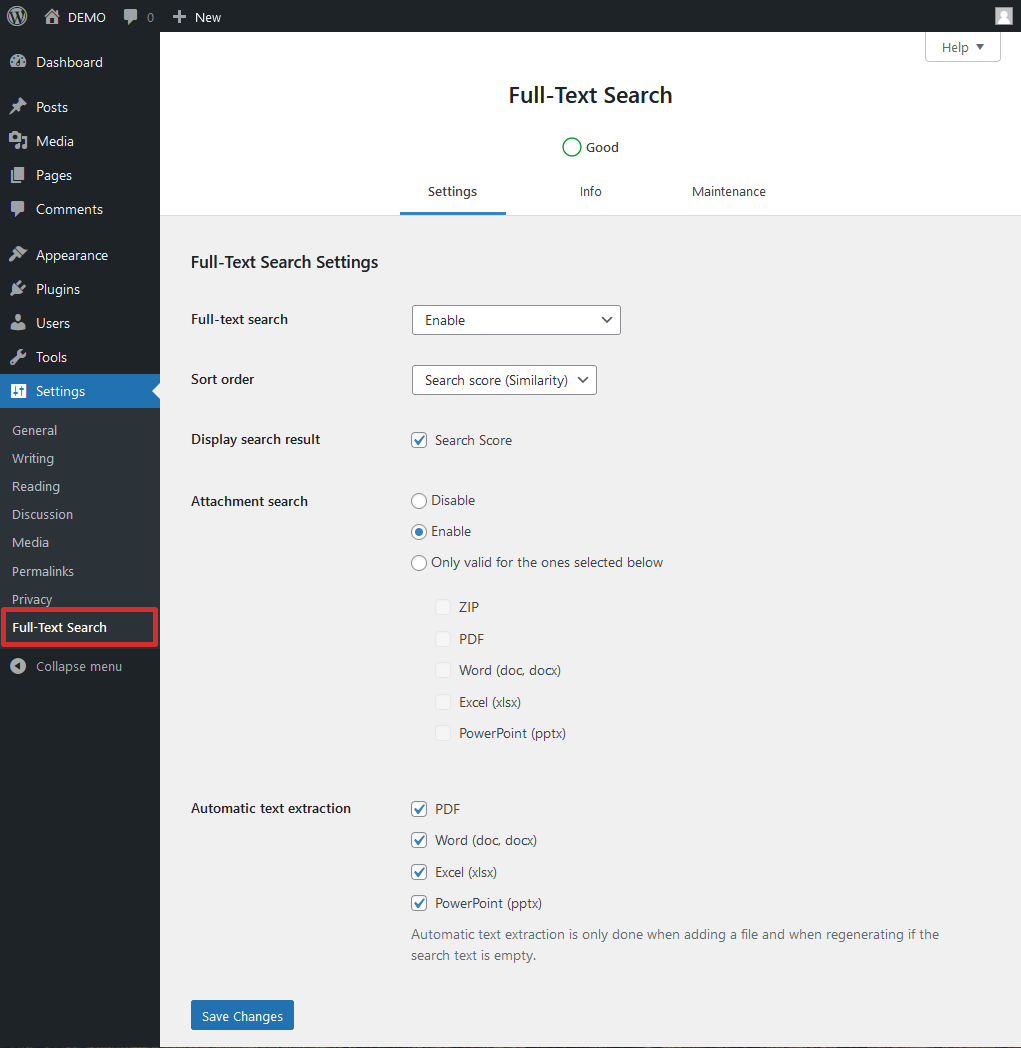 DEMO 0 New
Help
Dashboard
Posts
Media
Pages
Comments
Appearance
Plugins
Users
Tools
Settings
General
Writing
Reading
Discussion
Media
Permalinks
Privacy
Full-Text Search
Collapse menu
Full-Text Search
Good
Settings Info Maintenance
Full-Text Search Settings
Full-text search Enable
Sort order Search score (Similarity)
Display search result Search Score
Attachment search Disable
Enable
Only valid for the ones selected below
ZIP
PDF
Word (doc, docx)
Excel (xlsx)
PowerPoint (pptx)
Automatic text extraction PDF
Word (doc, docx)
Excel (xlsx)
PowerPoint (pptx)
Automatic text extraction is only done when adding a file and when regenerating if the
search text is empty.
Save Changes